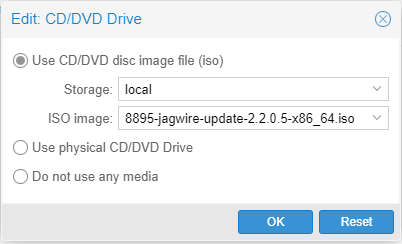 Edit: CD/DVD Drive
Use CD/DVD disc image file (iso)
Storage: local
ISO image: 8895-jagwire-update-2.2.0.5-x86_64.iso
Use physical CD/DVD Drive
Do not use any media
OK Reset